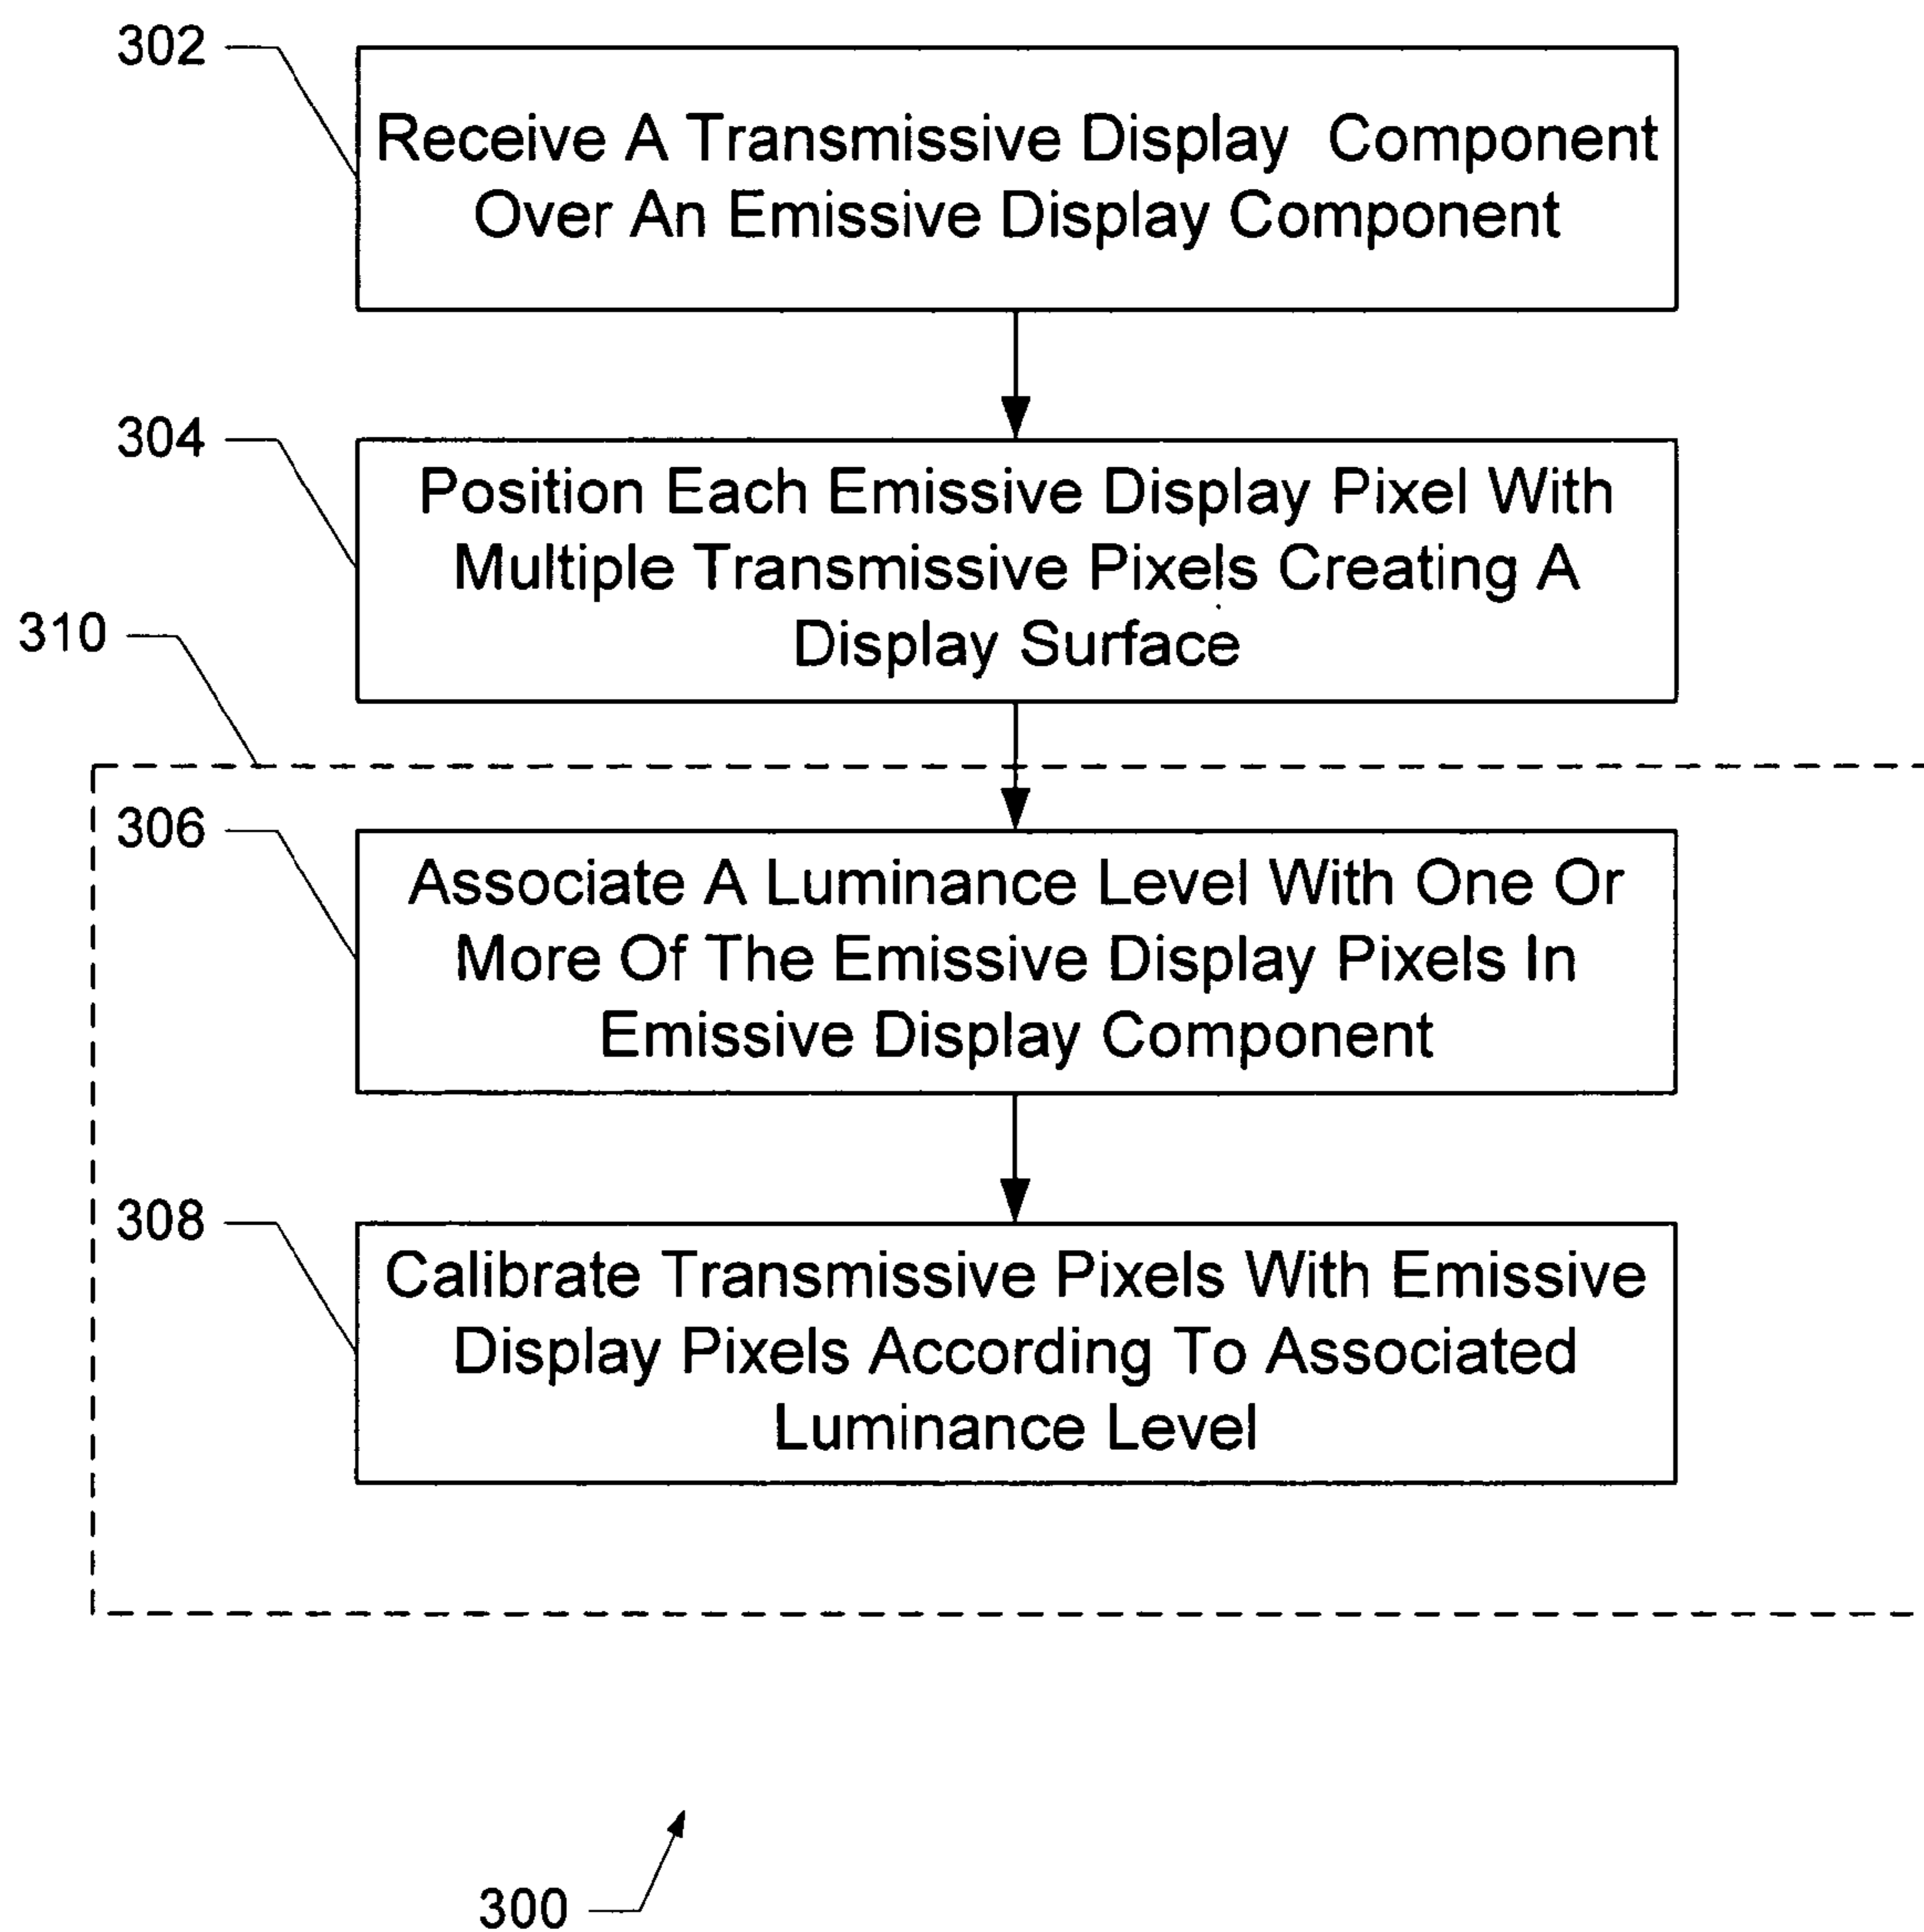 302
Receive A Transmissive Display Component
Over An Emissive Display Component
304
Position Each Emissive Display Pixel With
Multiple Transmissive Pixels Creating A
Display Surface
310
306
Associate A Luminance Level With One Or
More Of The Emissive Display Pixels In
Emissive Display Component
308
Calibrate Transmissive Pixels With Emissive
Display Pixels According To Associated
Luminance Level
300